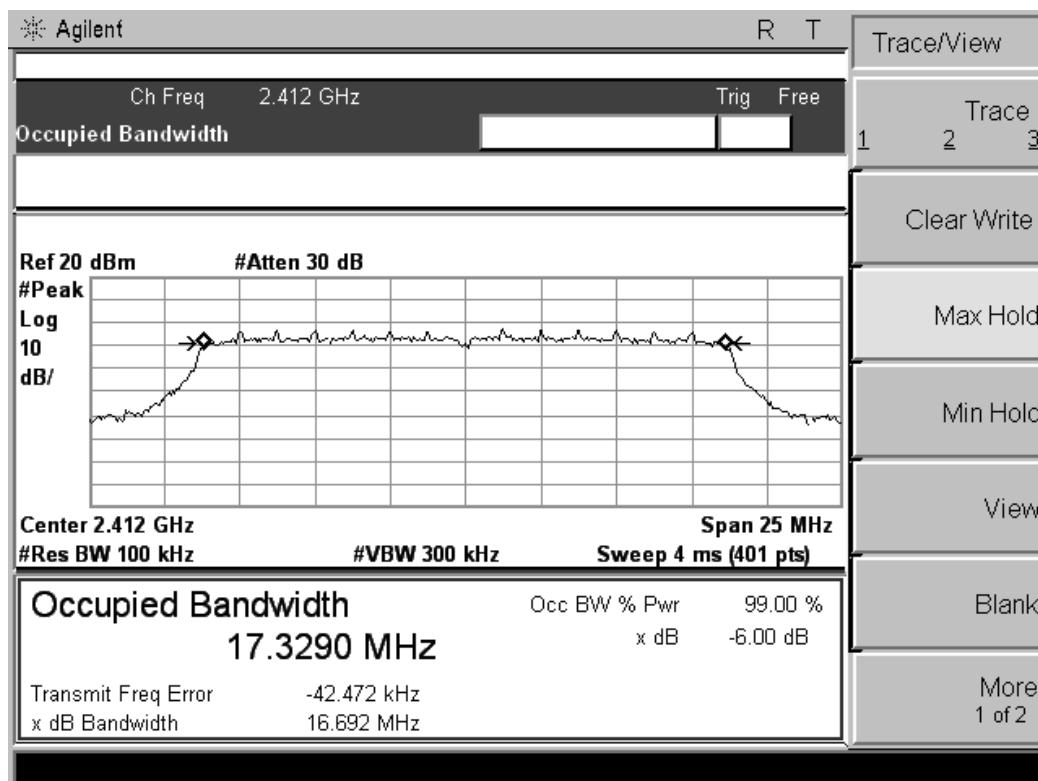 Agilent R T
Trace/View
Ch Freq 2.412 GHz Trig Free
Occupied Bandwidth
Trace
1 2 3
Clear Write
Ref 20 dBm #Atten 30 dB
#Peak
Log
10
dB/
Max Hold
Min Hold
Center 2.412 GHz Span 25 MHz
#Res BW 100 kHz #VBW 300 kHz Sweep 4 ms (401 pts)
View
Occupied Bandwidth
17.3290 MHz
Occ BW % Pwr 99.00 %
x dB -6.00 dB
Transmit Freq Error -42.472 kHz
x dB Bandwidth 16.692 MHz
Blank
More
1 of 2